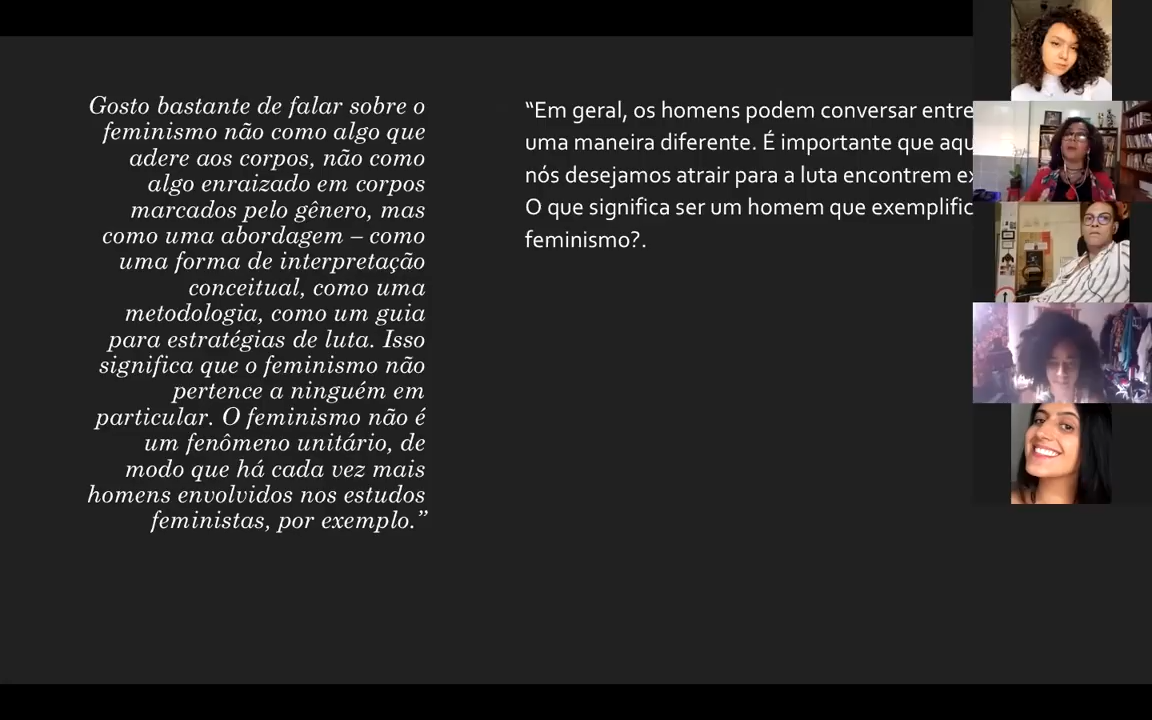 Gosto bastante de falar sobre o
feminismo não como algo que
adere aos corpos, não como
algo enraizado em corpos
marcados pelo gênero, mas
como uma abordagem – como
uma forma de interpretação
conceitual, como uma
metodologia, como um guia
para estratégias de luta. Isso
significa que o feminismo não
pertence a ninguém em
particular. O feminismo não é
um fenômeno unitário, de
modo que há cada vez mais
homens envolvidos nos estudos
feministas, por exemplo.”
“Em geral, os homens podem conversar entre
uma maneira diferente. É importante que
nós desejamos atrair para a luta encontrem
O que significa ser um homem que
feminismo?.